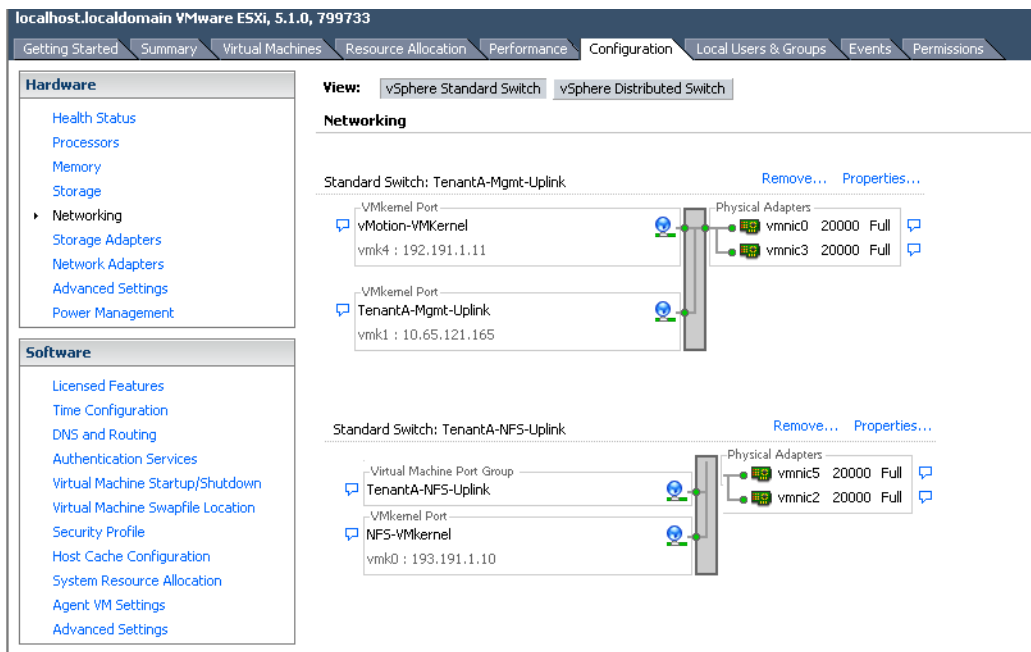 localhost.localdomain VMware ESXi, 5.1.0, 799733
Getting Started Summary Virtual Machines Resource Allocation Performance Configuration Local Users & Groups Events Permissions
Hardware
Health Status
Processors
Memory
Storage
Networking
Storage Adapters
Network Adapters
Advanced Settings
Power Management
Software
Licensed Features
Time Configuration
DNS and Routing
Authentication Services
Virtual Machine Startup/Shutdown
Virtual Machine Swapfile Location
Security Profile
Host Cache Configuration
System Resource Allocation
Agent VM Settings
Advanced Settings
View: vSphere Standard Switch vSphere Distributed Switch
Networking
Standard Switch: TenantA-Mgmt-Uplink Remove... Properties...
VMkernel Port
vMotion-VMKernel
vmk4 : 192.191.1.11
Physical Adapters
vmnic0 20000 Full
vmnic3 20000 Full
VMkernel Port
TenantA-Mgmt-Uplink
vmk1 : 10.65.121.165
Standard Switch: TenantA-NFS-Uplink Remove... Properties...
Virtual Machine Port Group
TenantA-NFS-Uplink
Physical Adapters
vmnic5 20000 Full
vmnic2 20000 Full
VMkernel Port
NFS-VMkernel
vmk0 : 193.191.1.10